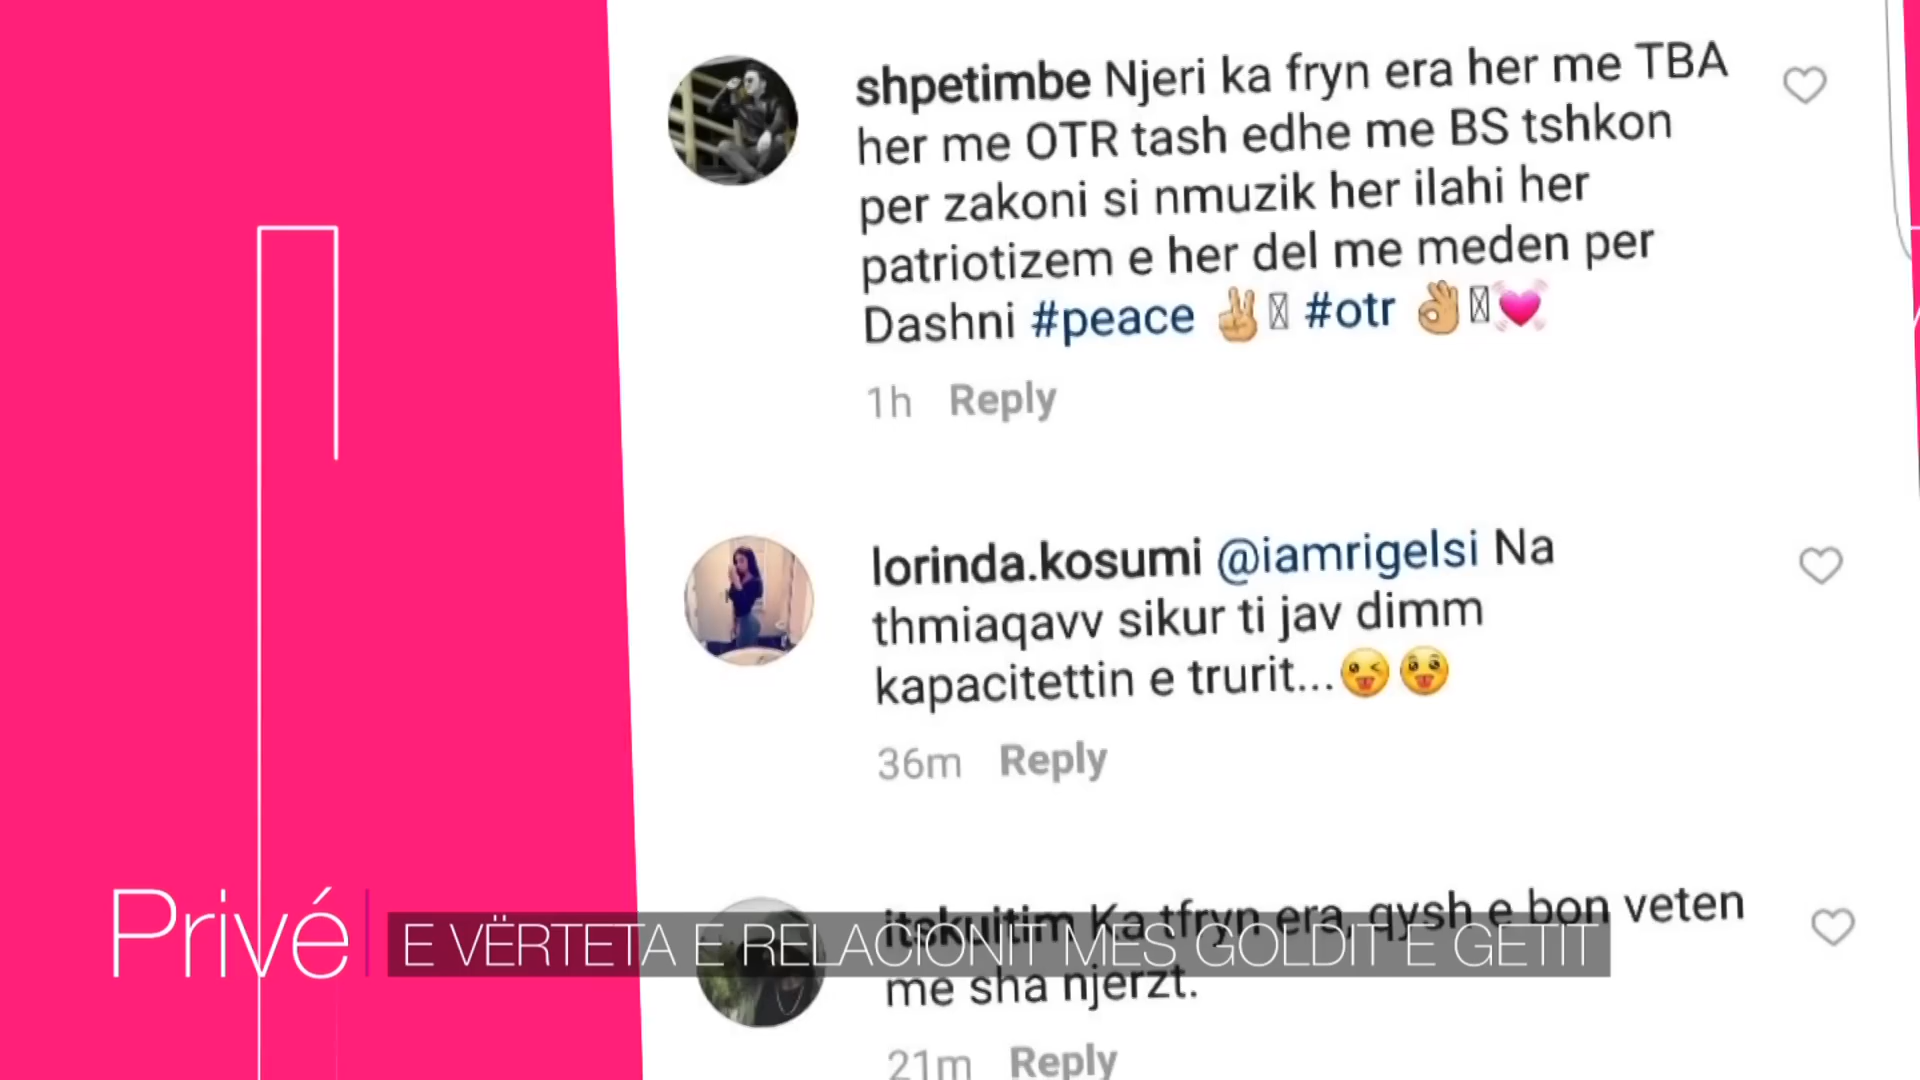 shpetimbe Njeri ka fryn era her me TBA
her me OTR tash edhe me BS tshkon
per zakoni si nmuzik her ilahi her
patriotizem e her del me meden per
Dashni #peace ✌ #otr 👌💓
1h Reply
lorinda.kosumi @iamrigelsi Na
thmiaqavv sikur ti jav dimm
kapacitettin e trurit...😜😜
36m Reply
itskujtim Ka tfryn era, qysh e bon veten
me sha njerzt.
21m Reply
Privé
E VËRTETA E RELACIONIT MES GOLDIT E GETIT